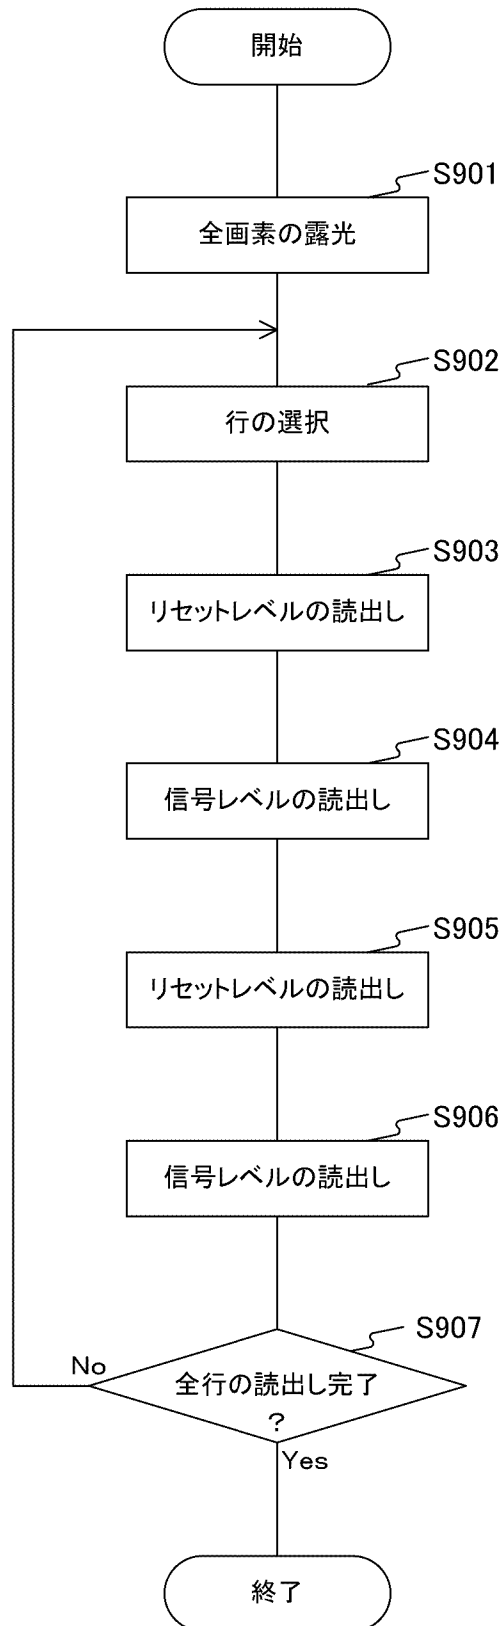 開始
S901
全画素の露光
S902
行の選択
S903
リセットレベルの読出し
S904
信号レベルの読出し
S905
リセットレベルの読出し
S906
信号レベルの読出し
S907
No
全行の読出し完了
?
Yes
終了